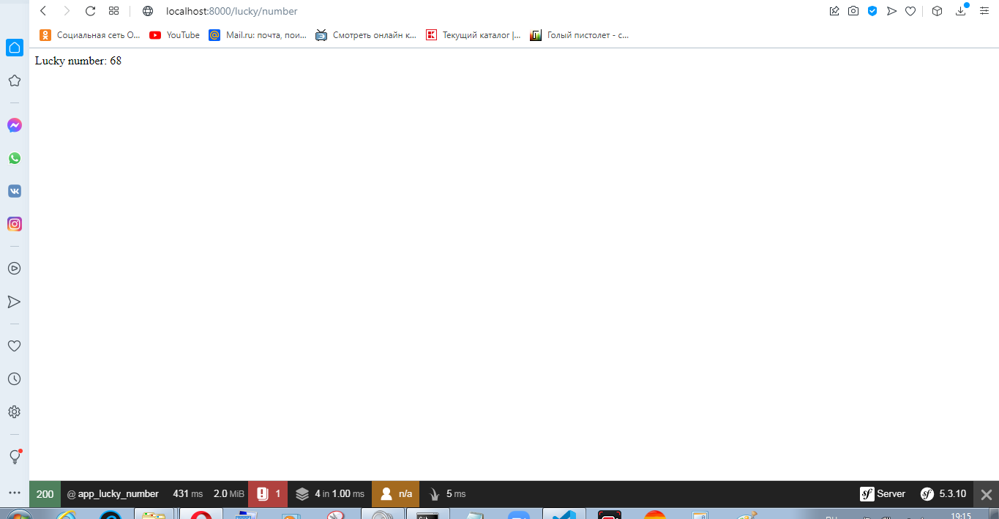 localhost:8000/lucky/number
Социальная сеть О... YouTube Mail.ru: почта, пои... Смотреть онлайн к... Текущий каталог |... Голый пистолет - с...
Lucky number: 68
200 @ app_lucky_number 431 ms 2.0 MiB 1 4 in 1.00 ms n/a 5 ms Server 5.3.10
19:15